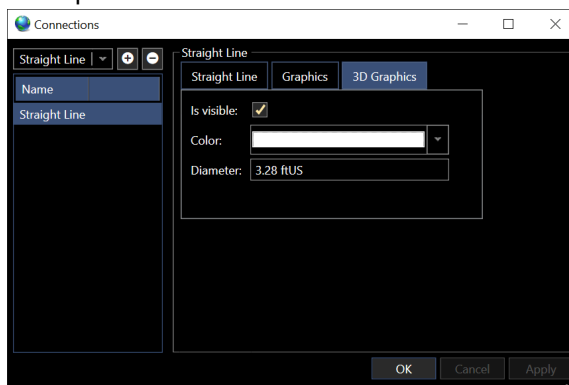 Connections
Straight Line
Name
Straight Line
Straight Line
Straight Line Graphics 3D Graphics
Is visible:
Color:
Diameter: 3.28 ftUS
OK Cancel Apply